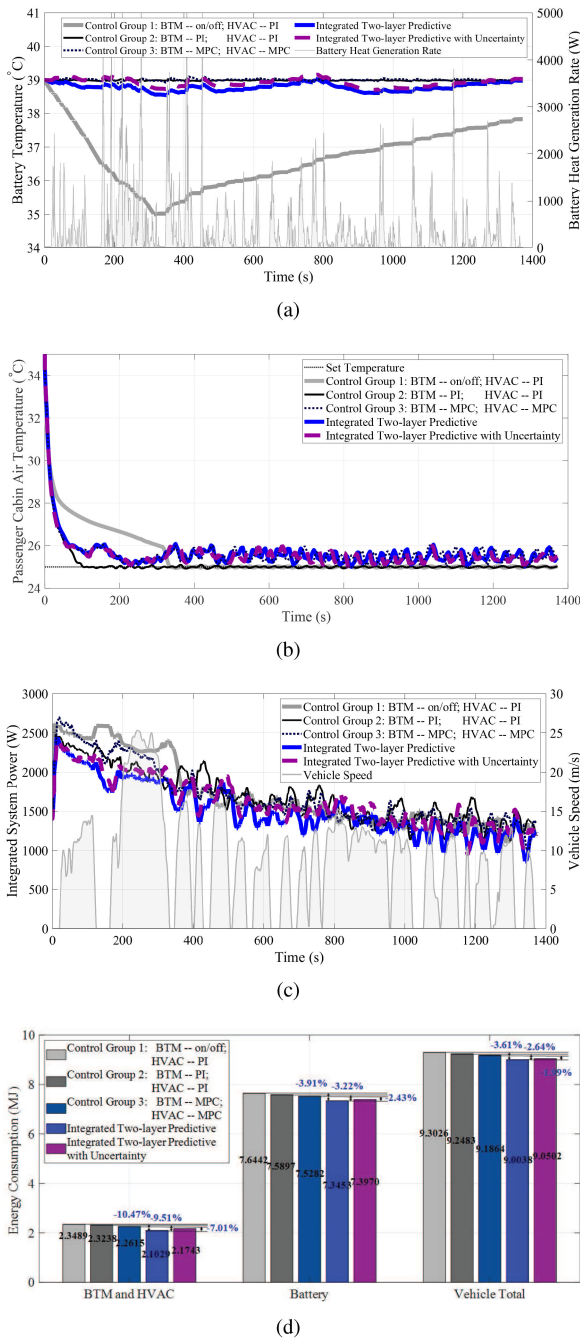 41
40
39
38
37
36
35
34
Battery Temperature (°C)
Control Group 1: BTM -- on/off; HVAC -- PI
Control Group 2: BTM -- PI; HVAC -- PI
Control Group 3: BTM -- MPC; HVAC -- MPC
Integrated Two-layer Predictive
Integrated Two-layer Predictive with Uncertainty
Battery Heat Generation Rate
5000
4000
3000
2000
1000
0
Battery Heat Generation Rate (W)
0 200 400 600 800 1000 1200 1400
Time (s)
(a)
34
32
30
28
26
24
Passenger Cabin Air Temperature (°C)
Set Temperature
Control Group 1: BTM -- on/off; HVAC -- PI
Control Group 2: BTM -- PI; HVAC -- PI
Control Group 3: BTM -- MPC; HVAC -- MPC
Integrated Two-layer Predictive
Integrated Two-layer Predictive with Uncertainty
0 200 400 600 800 1000 1200 1400
Time (s)
(b)
3000
2500
2000
1500
1000
500
0
Integrated System Power (W)
Control Group 1: BTM -- on/off; HVAC -- PI
Control Group 2: BTM -- PI; HVAC -- PI
Control Group 3: BTM -- MPC; HVAC -- MPC
Integrated Two-layer Predictive
Integrated Two-layer Predictive with Uncertainty
Vehicle Speed
30
25
20
15
10
5
0
Vehicle Speed (m/s)
0 200 400 600 800 1000 1200 1400
Time (s)
(c)
10
8
6
4
2
0
Energy Consumption (MJ)
Control Group 1: BTM -- on/off;
HVAC -- PI
Control Group 2: BTM -- PI;
HVAC -- PI
Control Group 3: BTM -- MPC;
HVAC -- MPC
Integrated Two-layer Predictive
Integrated Two-layer Predictive
with Uncertainty
-10.47% -9.51%
-7.01%
2.3489 2.3238 2.2615 2.1029 2.1743
-3.91% -3.22%
-2.43%
7.6442 7.5897 7.5282 7.3453 7.3970
-3.61% -2.64%
9.3026 9.2483 9.1864 9.0038 9.0502
BTM and HVAC Battery Vehicle Total
(d)